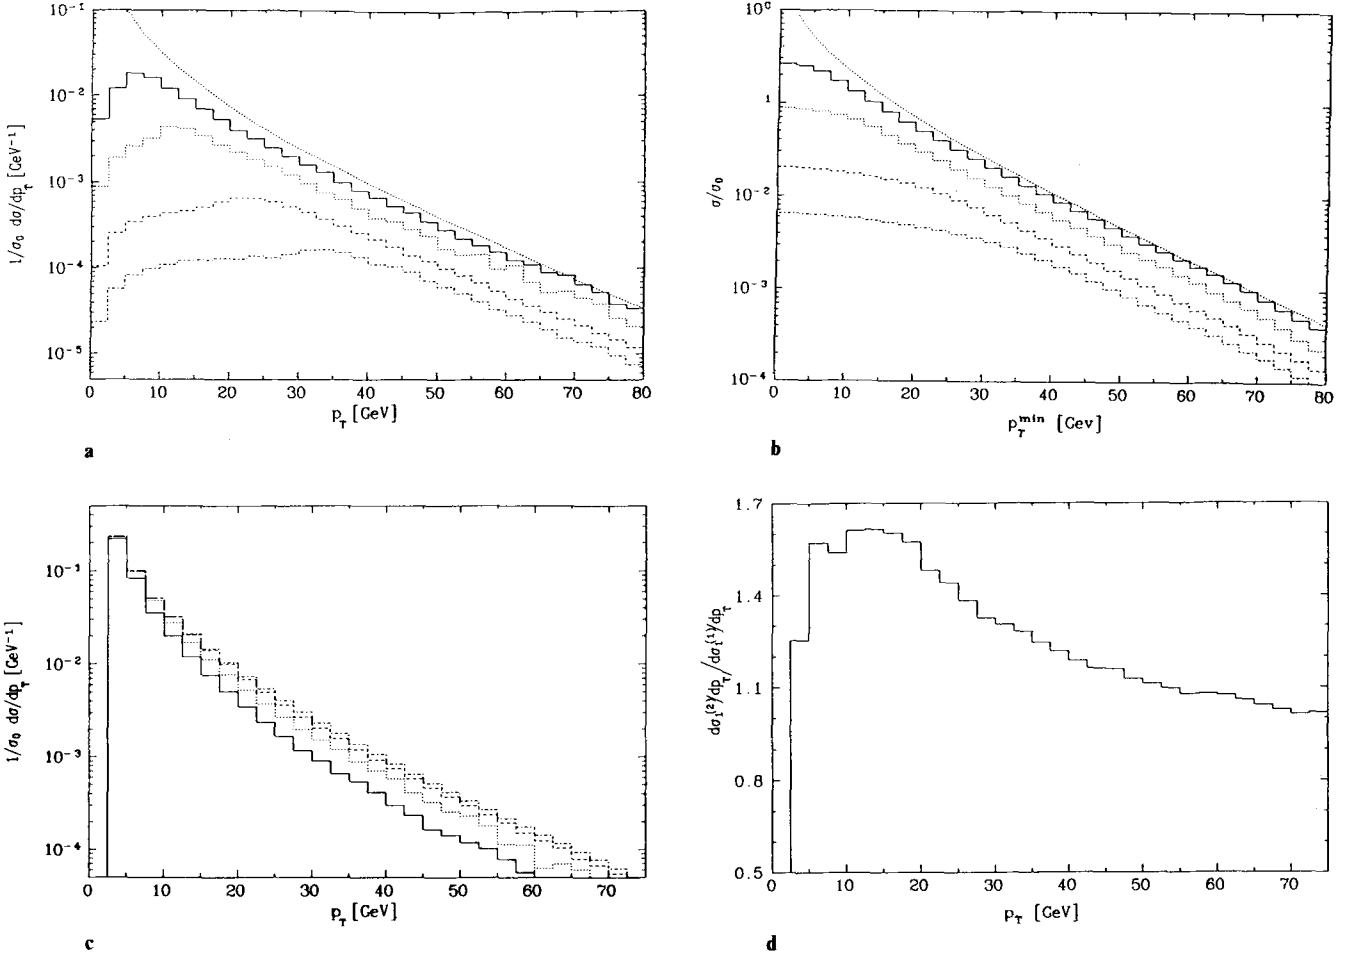 10⁻¹
10⁻²
10⁻³
10⁻⁴
10⁻⁵
1/σ₀ dσ/dp_T [GeV⁻¹]
0 10 20 30 40 50 60 70 80
p_T [GeV]
a
10⁰
1
10⁻²
10⁻³
10⁻⁴
σ/σ₀
0 10 20 30 40 50 60 70 80
p_T^min [Gev]
b
10⁻¹
10⁻²
10⁻³
10⁻⁴
1/σ₀ dσ/dp_T [GeV⁻¹]
0 10 20 30 40 50 60 70
p_T [GeV]
c
1.7
1.4
1.1
0.8
0.5
dσ₁⁽²⁾/dp_T/dσ₁⁽¹⁾/dp_T
0 10 20 30 40 50 60 70
p_T [GeV]
d